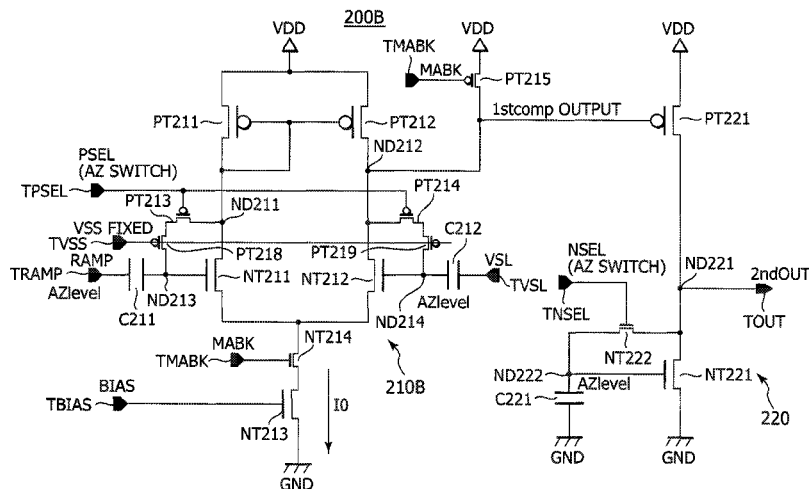 200B
VDD
VDD
VDD
TMABK
MABK
PT215
PT211
PT212
1stcomp OUTPUT
PT221
PSEL
(AZ SWITCH)
ND212
TPSEL
PT213
ND211
PT214
C212
VSS FIXED
TVSS
PT218
PT219
RAMP
TRAMP
AZlevel
NT211
NT212
VSL
TVSL
C211
ND213
ND214
AZlevel
NSEL
(AZ SWITCH)
TNSEL
ND221
2ndOUT
TOUT
NT222
MABK
TMABK
NT214
210B
ND222
AZlevel
NT221
C221
220
BIAS
TBIAS
NT213
I0
GND
GND
GND